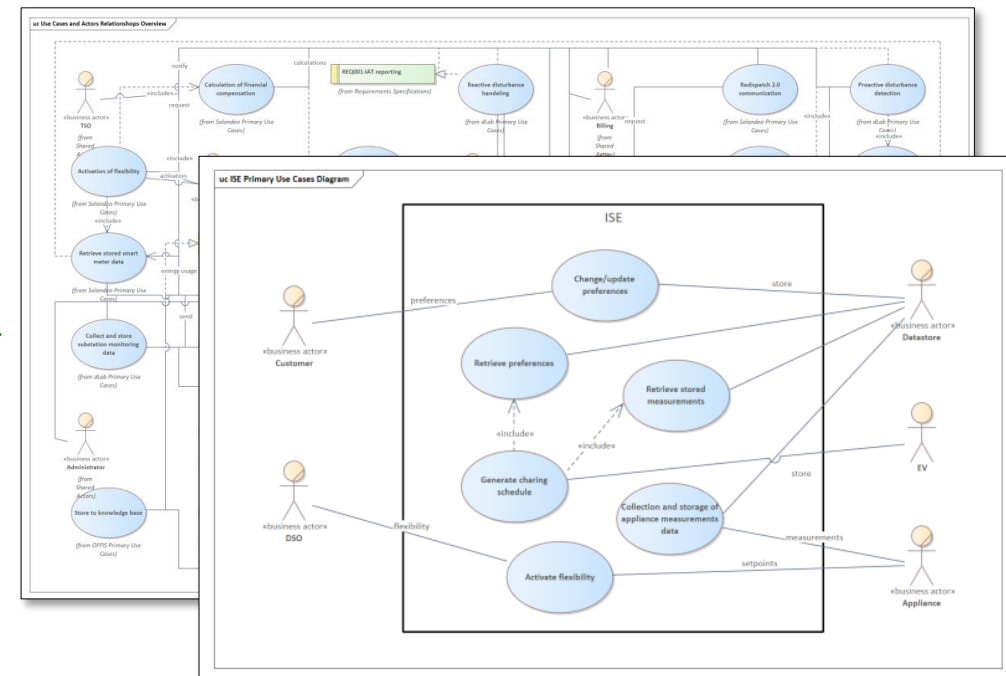 uc Use Cases and Actors Relationshops Overview
notify
calculations
REQ001-IAT reporting
(from Requirements Specifications)
«business actor»
TSO
(from
Shared
«include»
request
Calculation of financial
compensation
(from Solandeo Primary Use
Cases)
Reactive disturbance
handeling
(from dLab Primary Use
Cases)
«business actor»
Billing
(from
Shared
request
Redispatch 2.0
communication
(from Solandeo Primary Use
Cases)
«include»
Proactive disturbance
detection
(from dLab Primary Use
Cases)
«include»
Activation of flexibility
(from Solandeo Primary Use
Cases)
«include»
«include»
activation
Retrieve stored smart
meter data
(from Solandeo Primary Use
Cases)
energy usage
send
Collect and store
substation monitoring
data
(from dLab Primary Use
Cases)
«business actor»
Administrator
(from
Shared
Actors)
Store to knowledge base
(from OFFIS Primary Use
Cases)
uc ISE Primary Use Cases Diagram
ISE
Change/update
preferences
preferences
store
«business actor»
Customer
«business actor»
Datastore
Retrieve preferences
Retrieve stored
measurements
«include»
«include»
Generate charing
schedule
store
EV
Collection and storage of
appliance measurements
data
«business actor»
DSO
flexibility
measurements
Activate flexibility
setpoints
«business actor»
Appliance